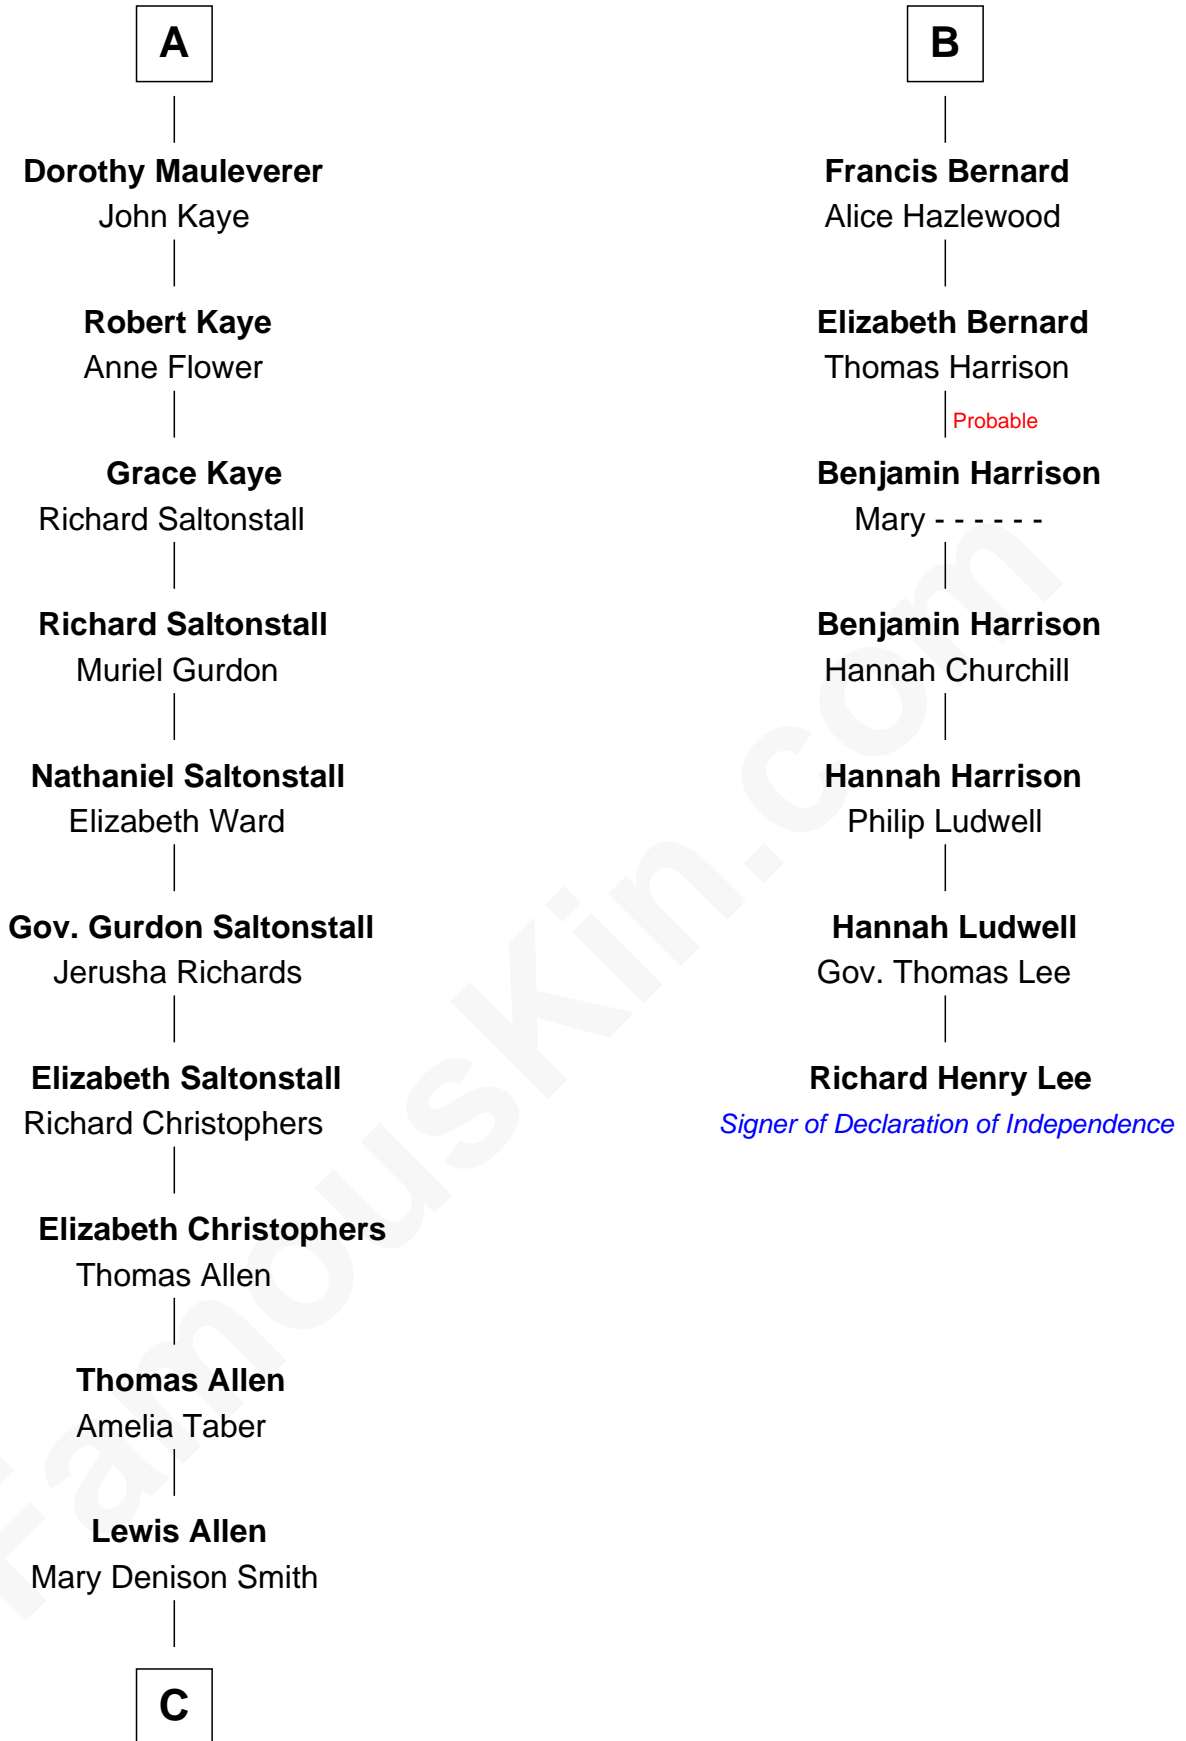 A
Dorothy Mauleverer
John Kaye
Robert Kaye
Anne Flower
Grace Kaye
Richard Saltonstall
Richard Saltonstall
Muriel Gurdon
Nathaniel Saltonstall
Elizabeth Ward
Gov. Gurdon Saltonstall
Jerusha Richards
Elizabeth Saltonstall
Richard Christophers
Elizabeth Christophers
Thomas Allen
Thomas Allen
Amelia Taber
Lewis Allen
Mary Denison Smith
C
B
Francis Bernard
Alice Hazlewood
Elizabeth Bernard
Thomas Harrison
Probable
Benjamin Harrison
Mary - - - - - -
Benjamin Harrison
Hannah Churchill
Hannah Harrison
Philip Ludwell
Hannah Ludwell
Gov. Thomas Lee
Richard Henry Lee
Signer of Declaration of Independence
FamousKin.com